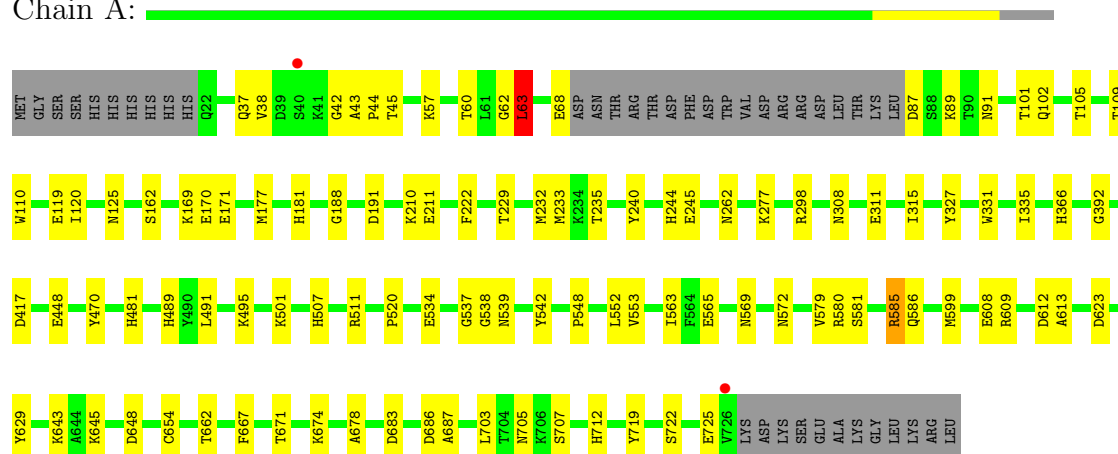 Chain A:
MET GLY SER SER HIS HIS HIS HIS HIS HIS Q22 Q37 V38 D39 S40 K41 G42 A43 P44 T45 K57 T60 L61 G62 L63 E68 ASP ASN THR ARG THR ASP PHE ASP TRP VAL ASP ARG ARG ASP LEU THR LYS LEU D87 S88 K89 T90 N91 T101 Q102 T105 T109
W110 E119 I120 N125 S162 K169 E170 E171 M177 H181 G188 D191 K210 E211 F222 T229 M232 M233 K234 T235 Y240 H244 E245 N262 K277 R298 N308 E311 I315 Y327 W331 I335 H366 G392
D417 E448 Y470 H481 H489 Y490 L491 K495 K501 H507 R511 P520 E534 G537 G538 N539 Y542 P548 L552 V553 I563 F564 E565 N569 N572 V579 R580 S581 R585 Q586 M599 E608 R609 D612 A613 D623
Y629 K643 A644 K645 D648 C654 T662 F667 T671 K674 A678 D683 D686 A687 L703 T704 N705 K706 S707 H712 Y719 S722 E725 V726 LYS ASP LYS SER GLU ALA LYS GLY LEU LYS ARG LEU